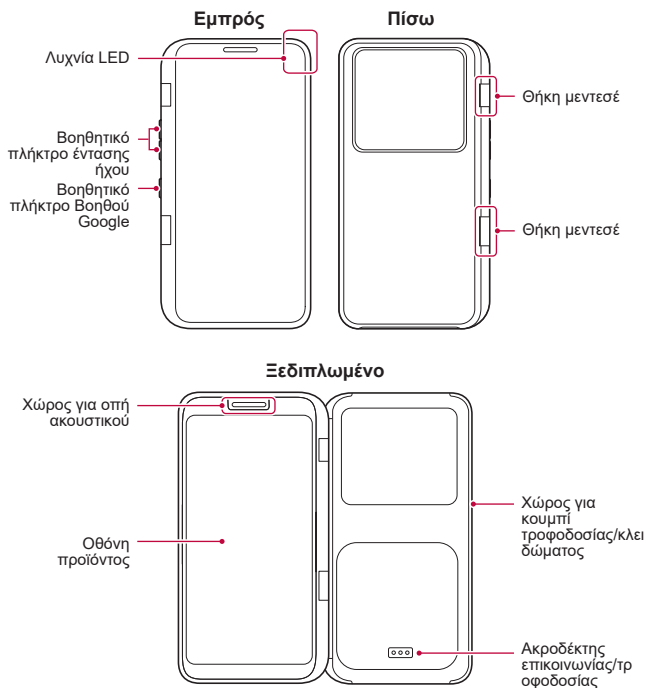 Εμπρός
Πίσω
Λυχνία LED
Θήκη μεντεσέ
Βοηθητικό
πλήκτρο έντασης
ήχου
Βοηθητικό
πλήκτρο Βοηθού
Google
Θήκη μεντεσέ
Ξεδιπλωμένο
Χώρος για οπή
ακουστικού
Χώρος για
κουμπί
τροφοδοσίας/κλει
δώματος
Οθόνη
προϊόντος
Ακροδέκτης
επικοινωνίας/τρ
οφοδοσίας